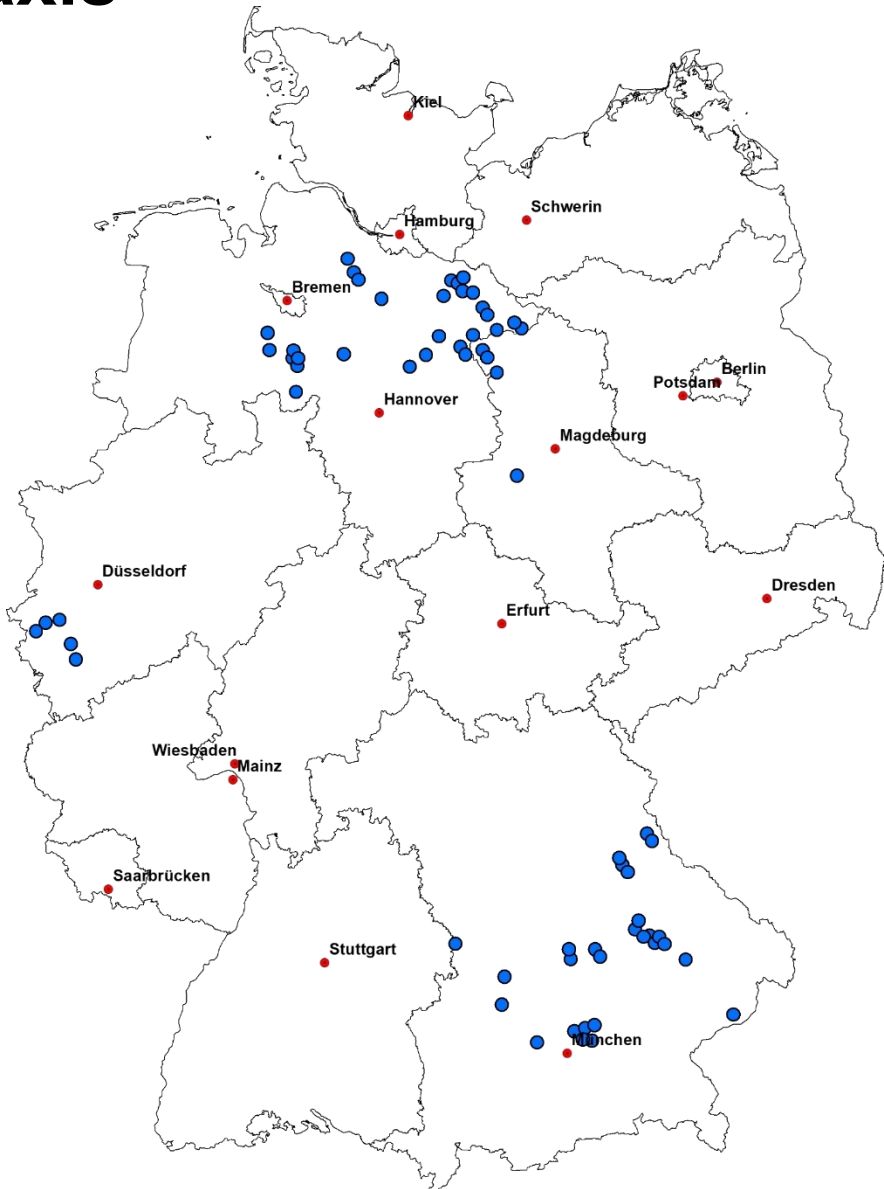 Kiel
Schwerin
Hamburg
Bremen
Berlin
Potsdam
Hannover
Magdeburg
Düsseldorf
Dresden
Erfurt
Wiesbaden
Mainz
Saarbrücken
Stuttgart
München